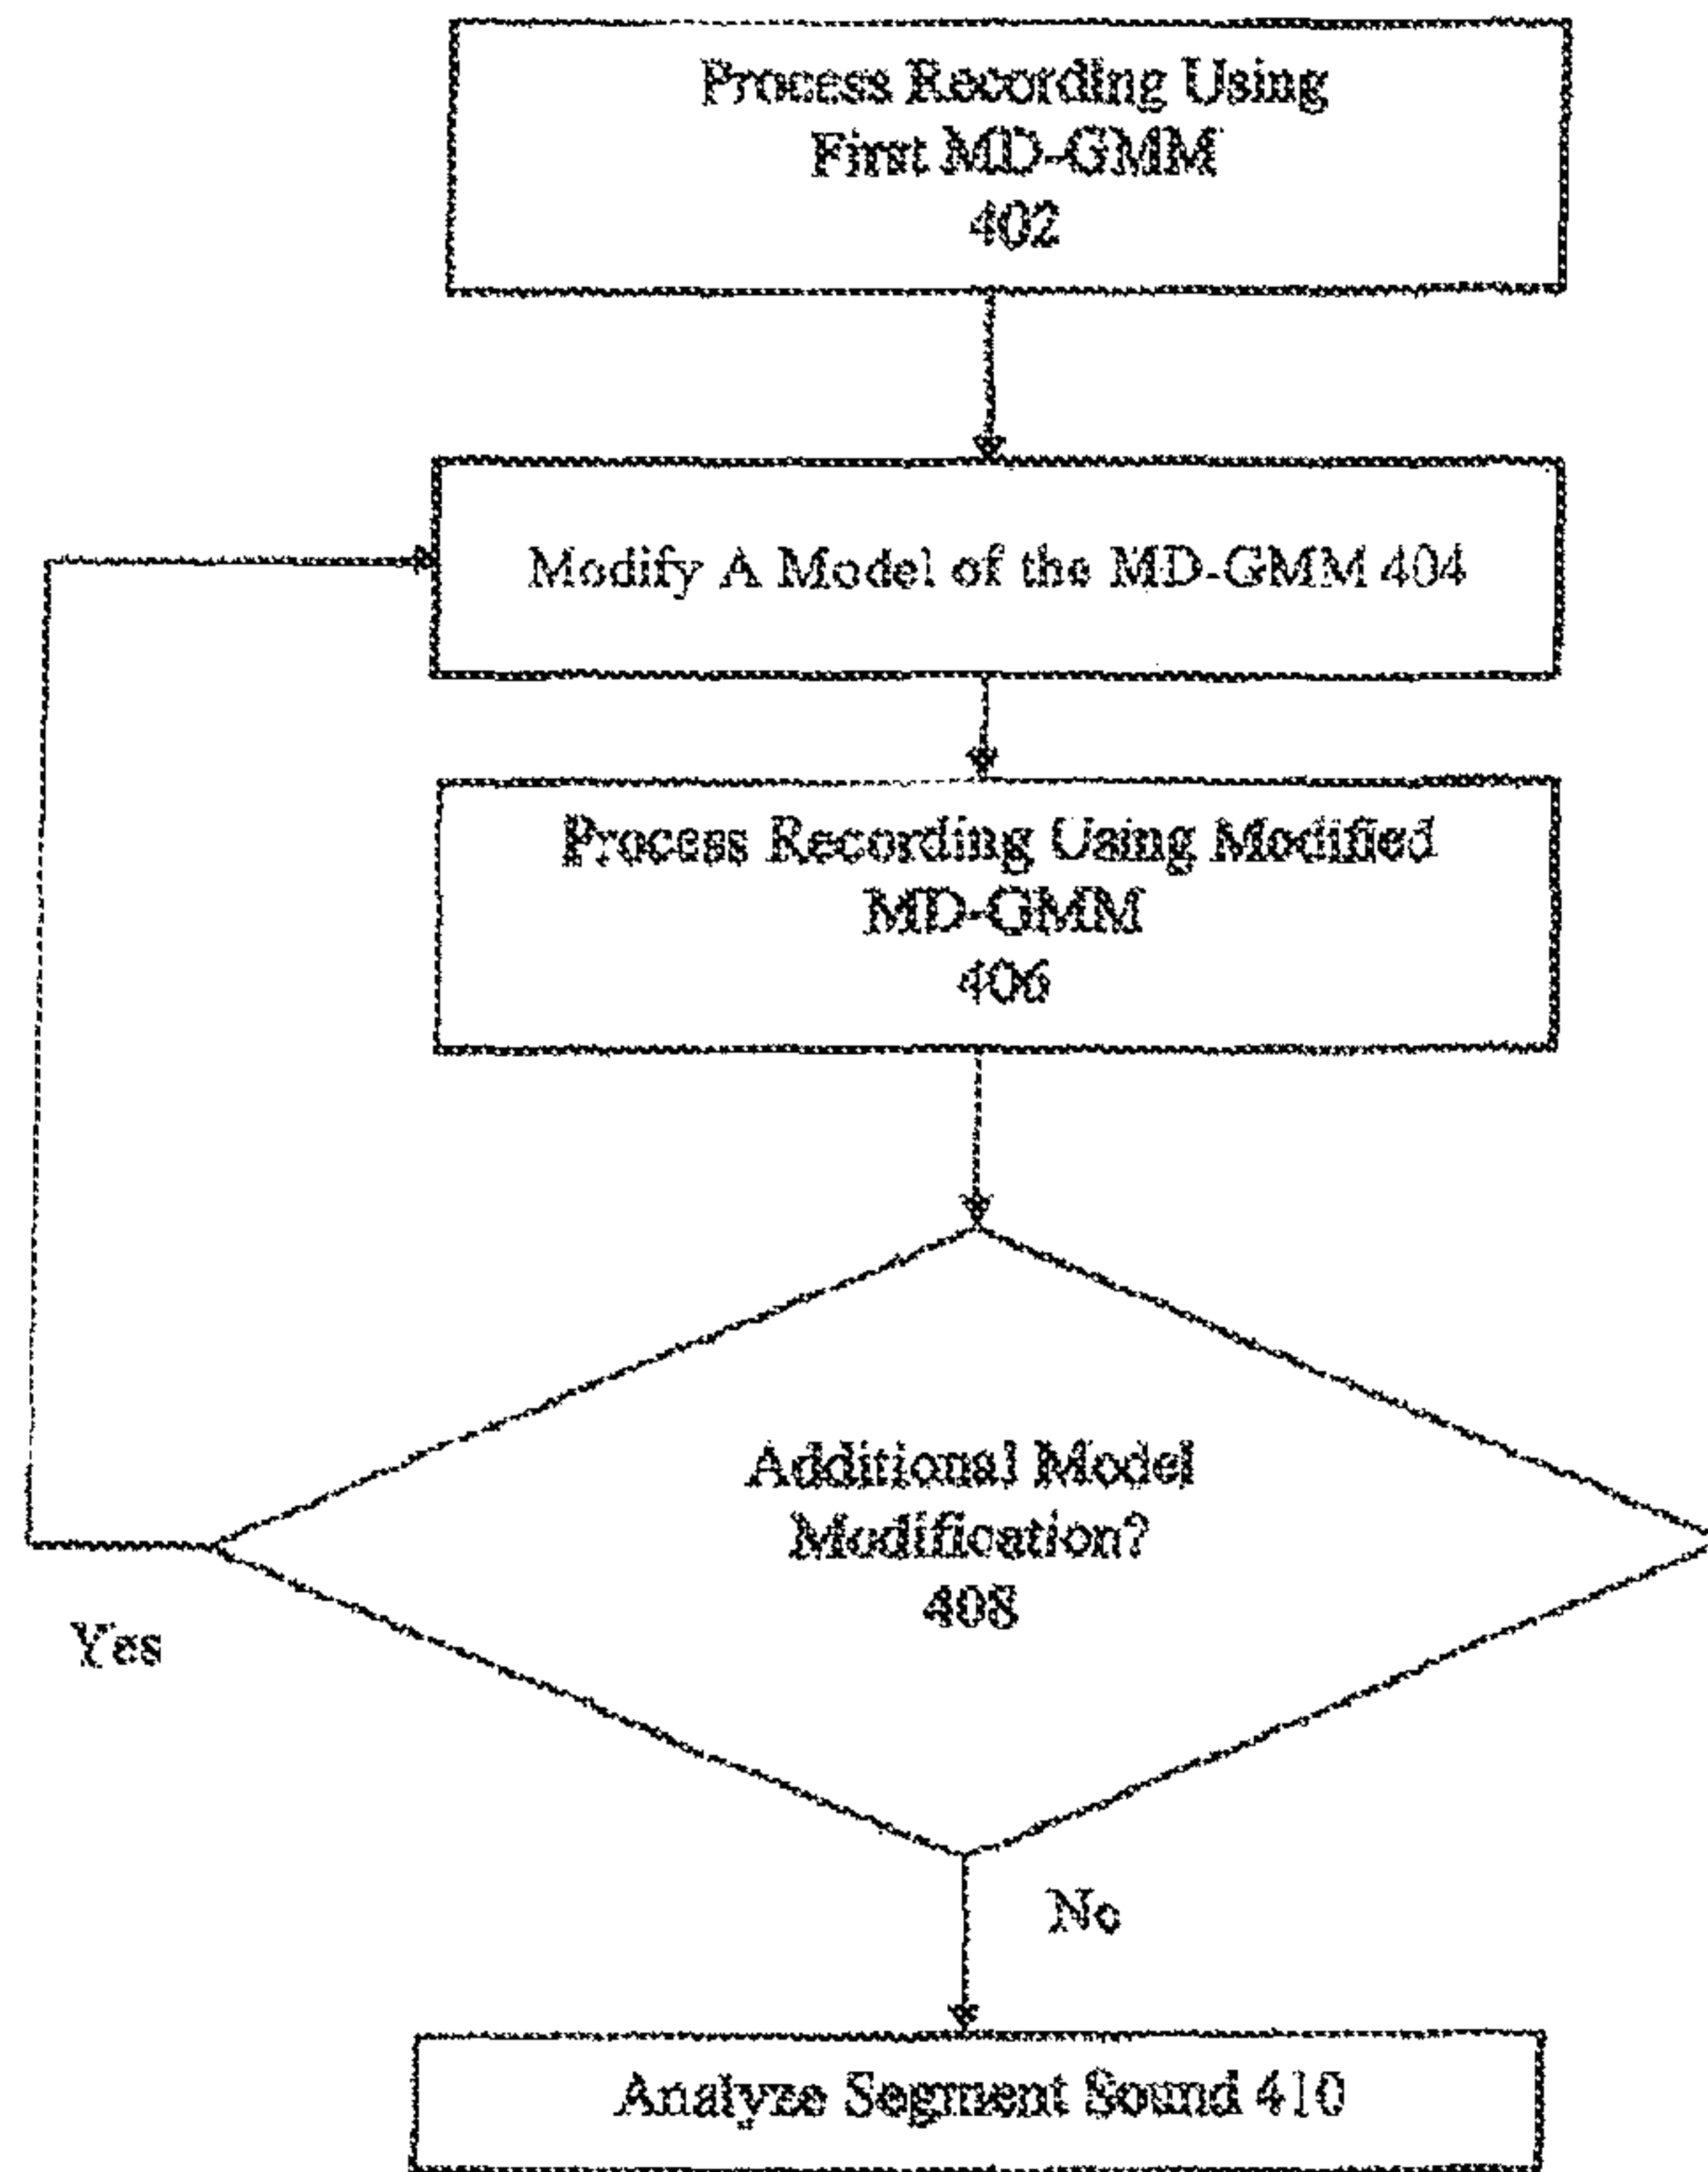 Process Recording Using
First MD-GMM
402
Modify A Model of the MD-GMM 404
Process Recording Using Modified
MD-GMM
406
Additional Model
Modification?
408
Yes
No
Analyze Segment Sound 410